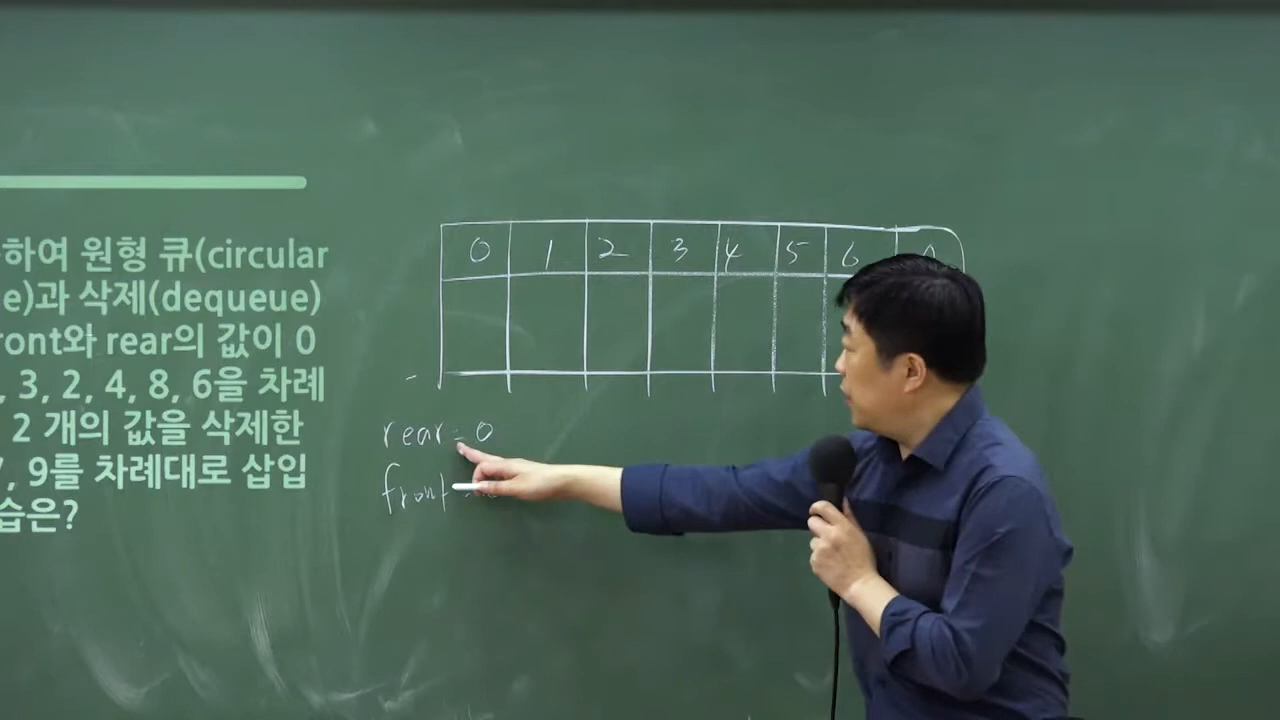 하여 원형 큐(circular
e)과 삭제(dequeue)
ront와 rear의 값이 0
, 3, 2, 4, 8, 6을 차례
2 개의 값을 삭제한
, 9를 차례대로 삽입
습은?
0 1 2 3 4 5 6
rear = 0
front